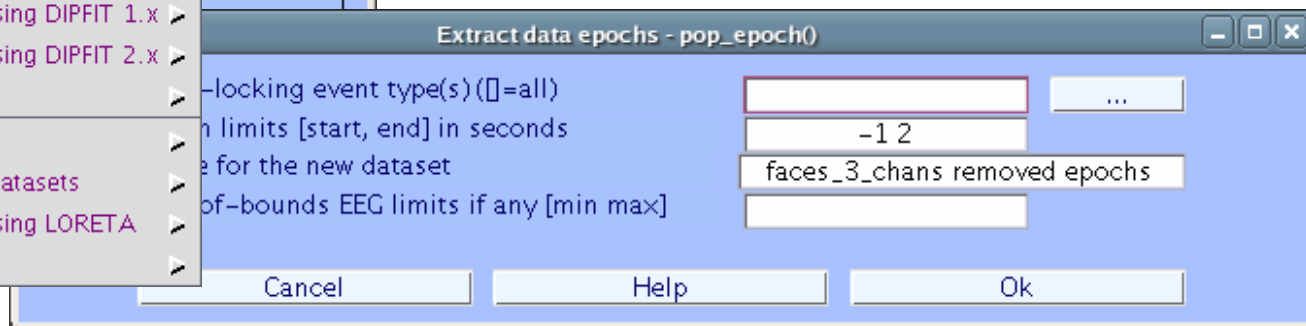 sing DIPFIT 1.x
Extract data epochs - pop_epoch()
sing DIPFIT 2.x
-locking event type(s) ([]=all)
...
limits [start, end] in seconds
-1 2
for the new dataset
faces_3_chans removed epochs
atasets
of-bounds EEG limits if any [min max]
sing LORETA
Cancel
Help
Ok